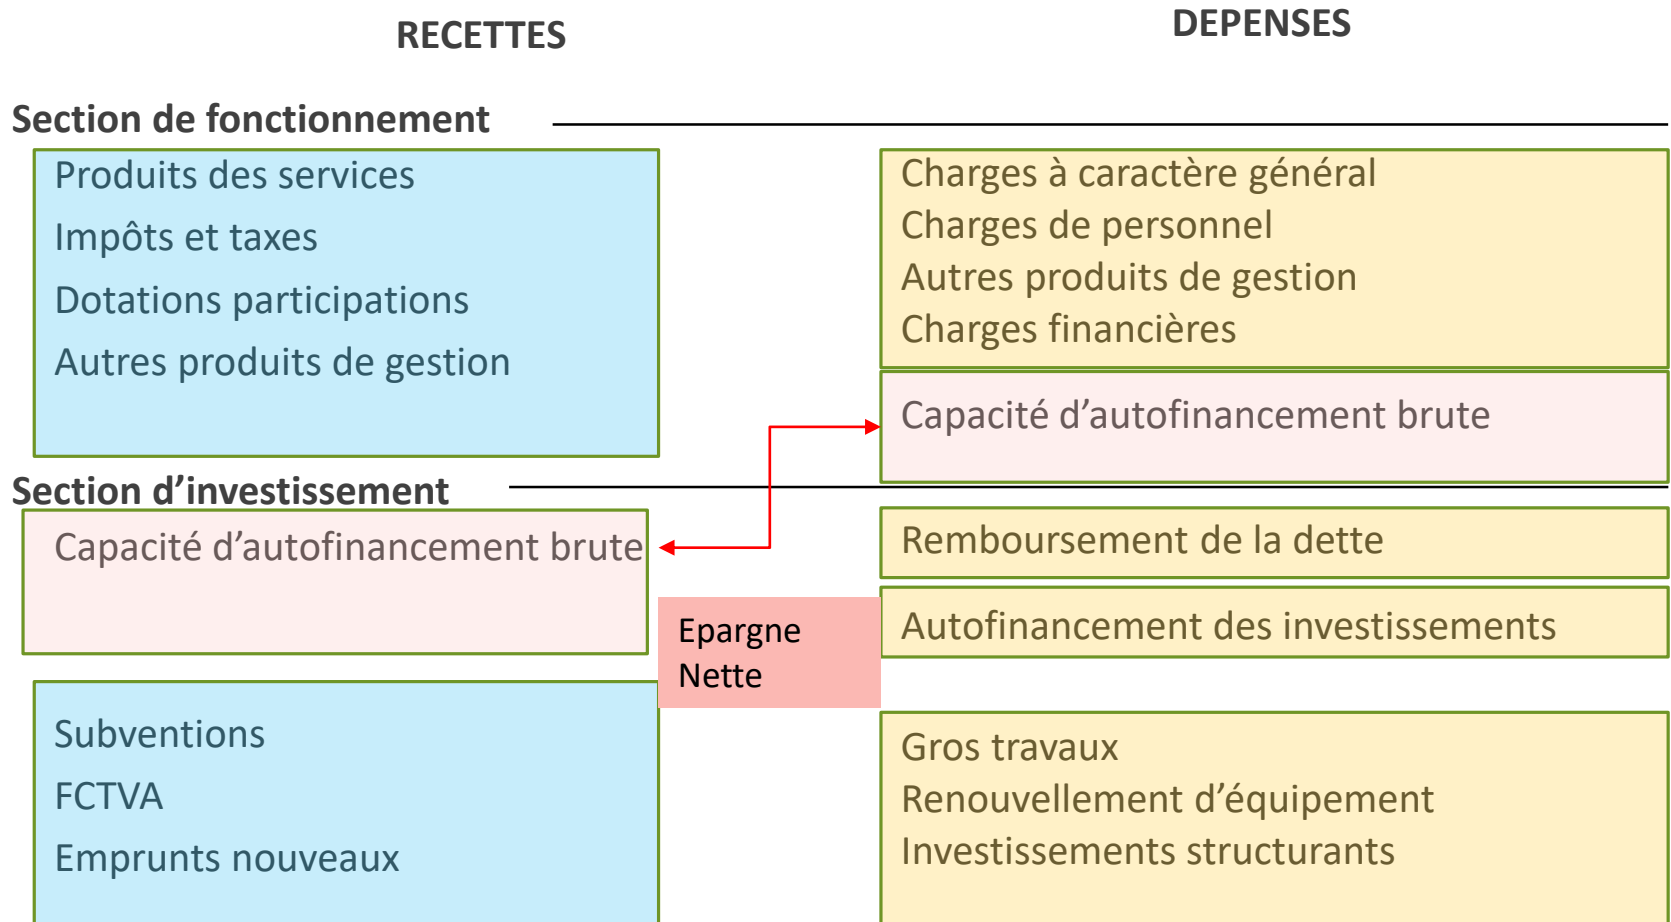 RECETTES
DEPENSES
Section de fonctionnement
Produits des services
Impôts et taxes
Dotations participations
Autres produits de gestion
Charges à caractère général
Charges de personnel
Autres produits de gestion
Charges financières
Capacité d’autofinancement brute
Section d’investissement
Capacité d’autofinancement brute
Remboursement de la dette
Epargne
Nette
Autofinancement des investissements
Subventions
FCTVA
Emprunts nouveaux
Gros travaux
Renouvellement d’équipement
Investissements structurants